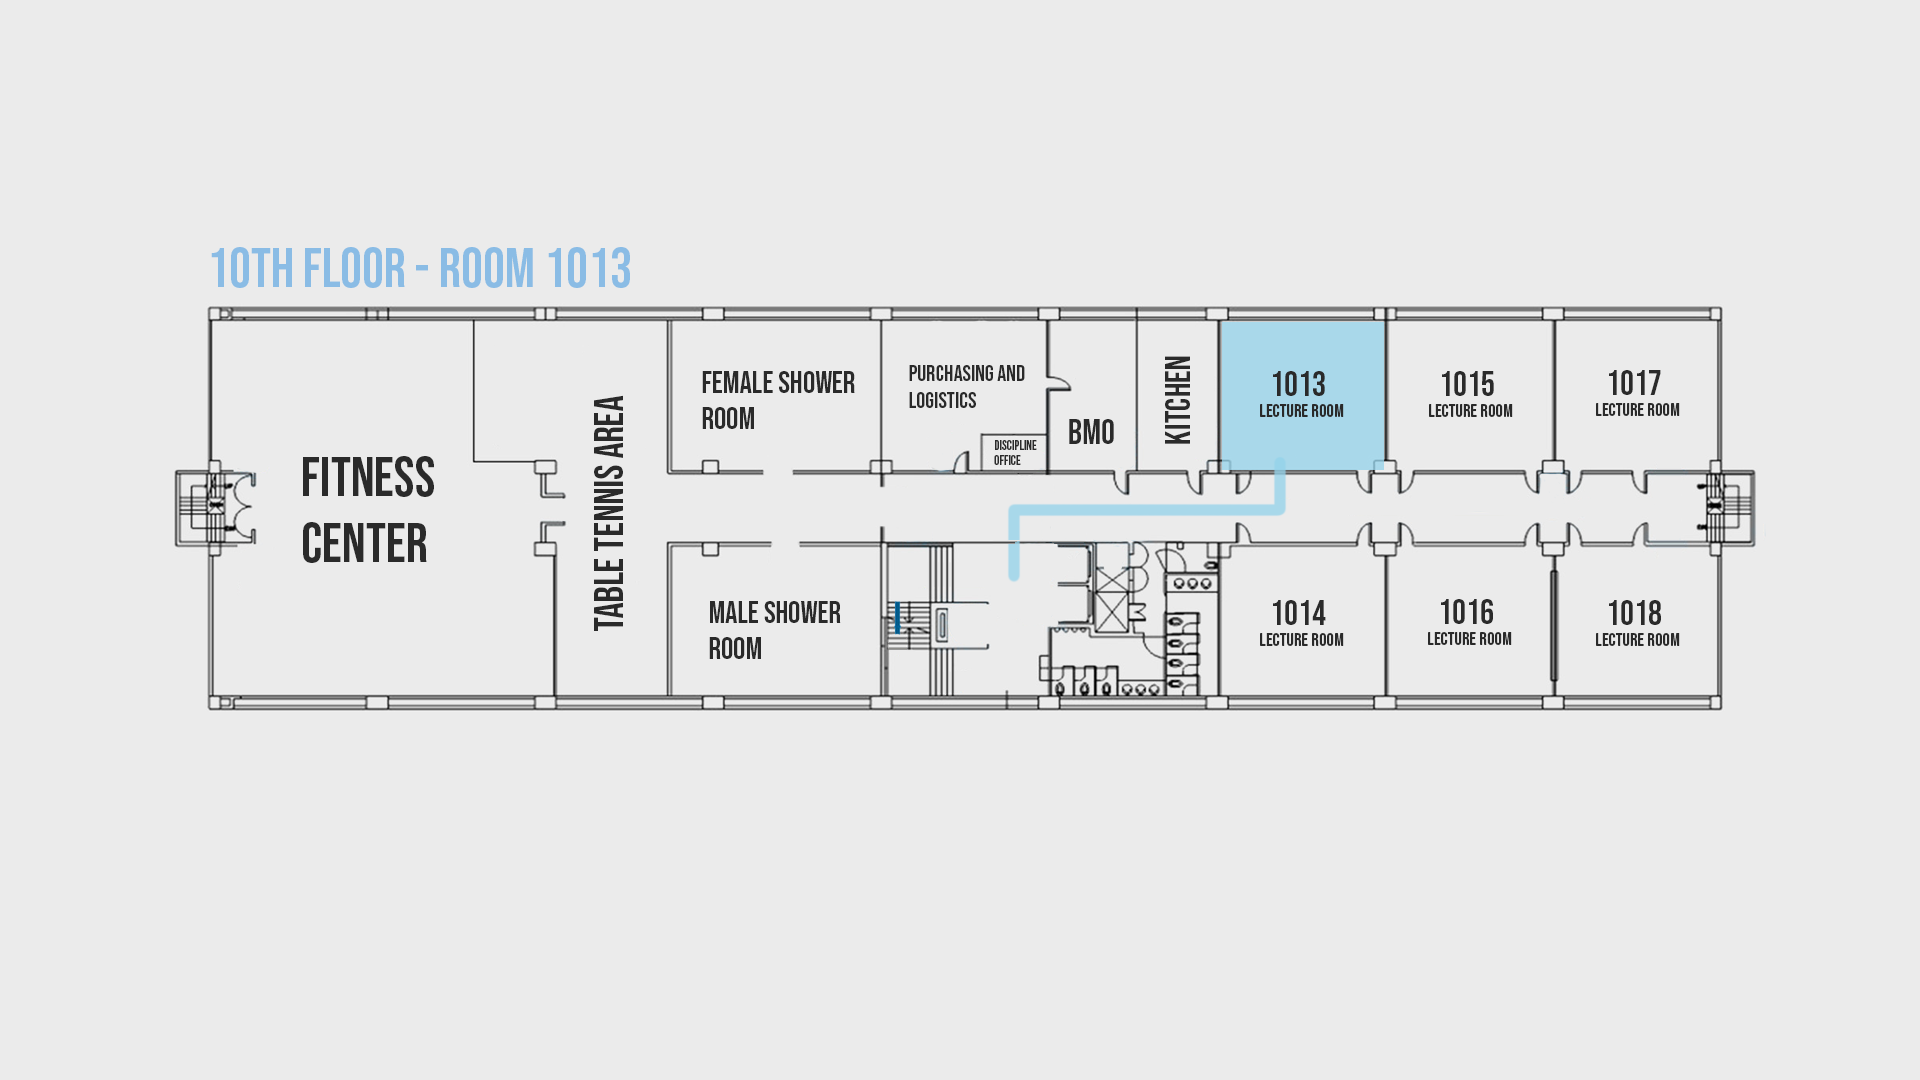 10TH FLOOR - ROOM 1013
FITNESS
CENTER
TABLE TENNIS AREA
FEMALE SHOWER
ROOM
MALE SHOWER
ROOM
PURCHASING AND
LOGISTICS
DISCIPLINE
OFFICE
BMO
KITCHEN
1013
LECTURE ROOM
1015
LECTURE ROOM
1017
LECTURE ROOM
1014
LECTURE ROOM
1016
LECTURE ROOM
1018
LECTURE ROOM